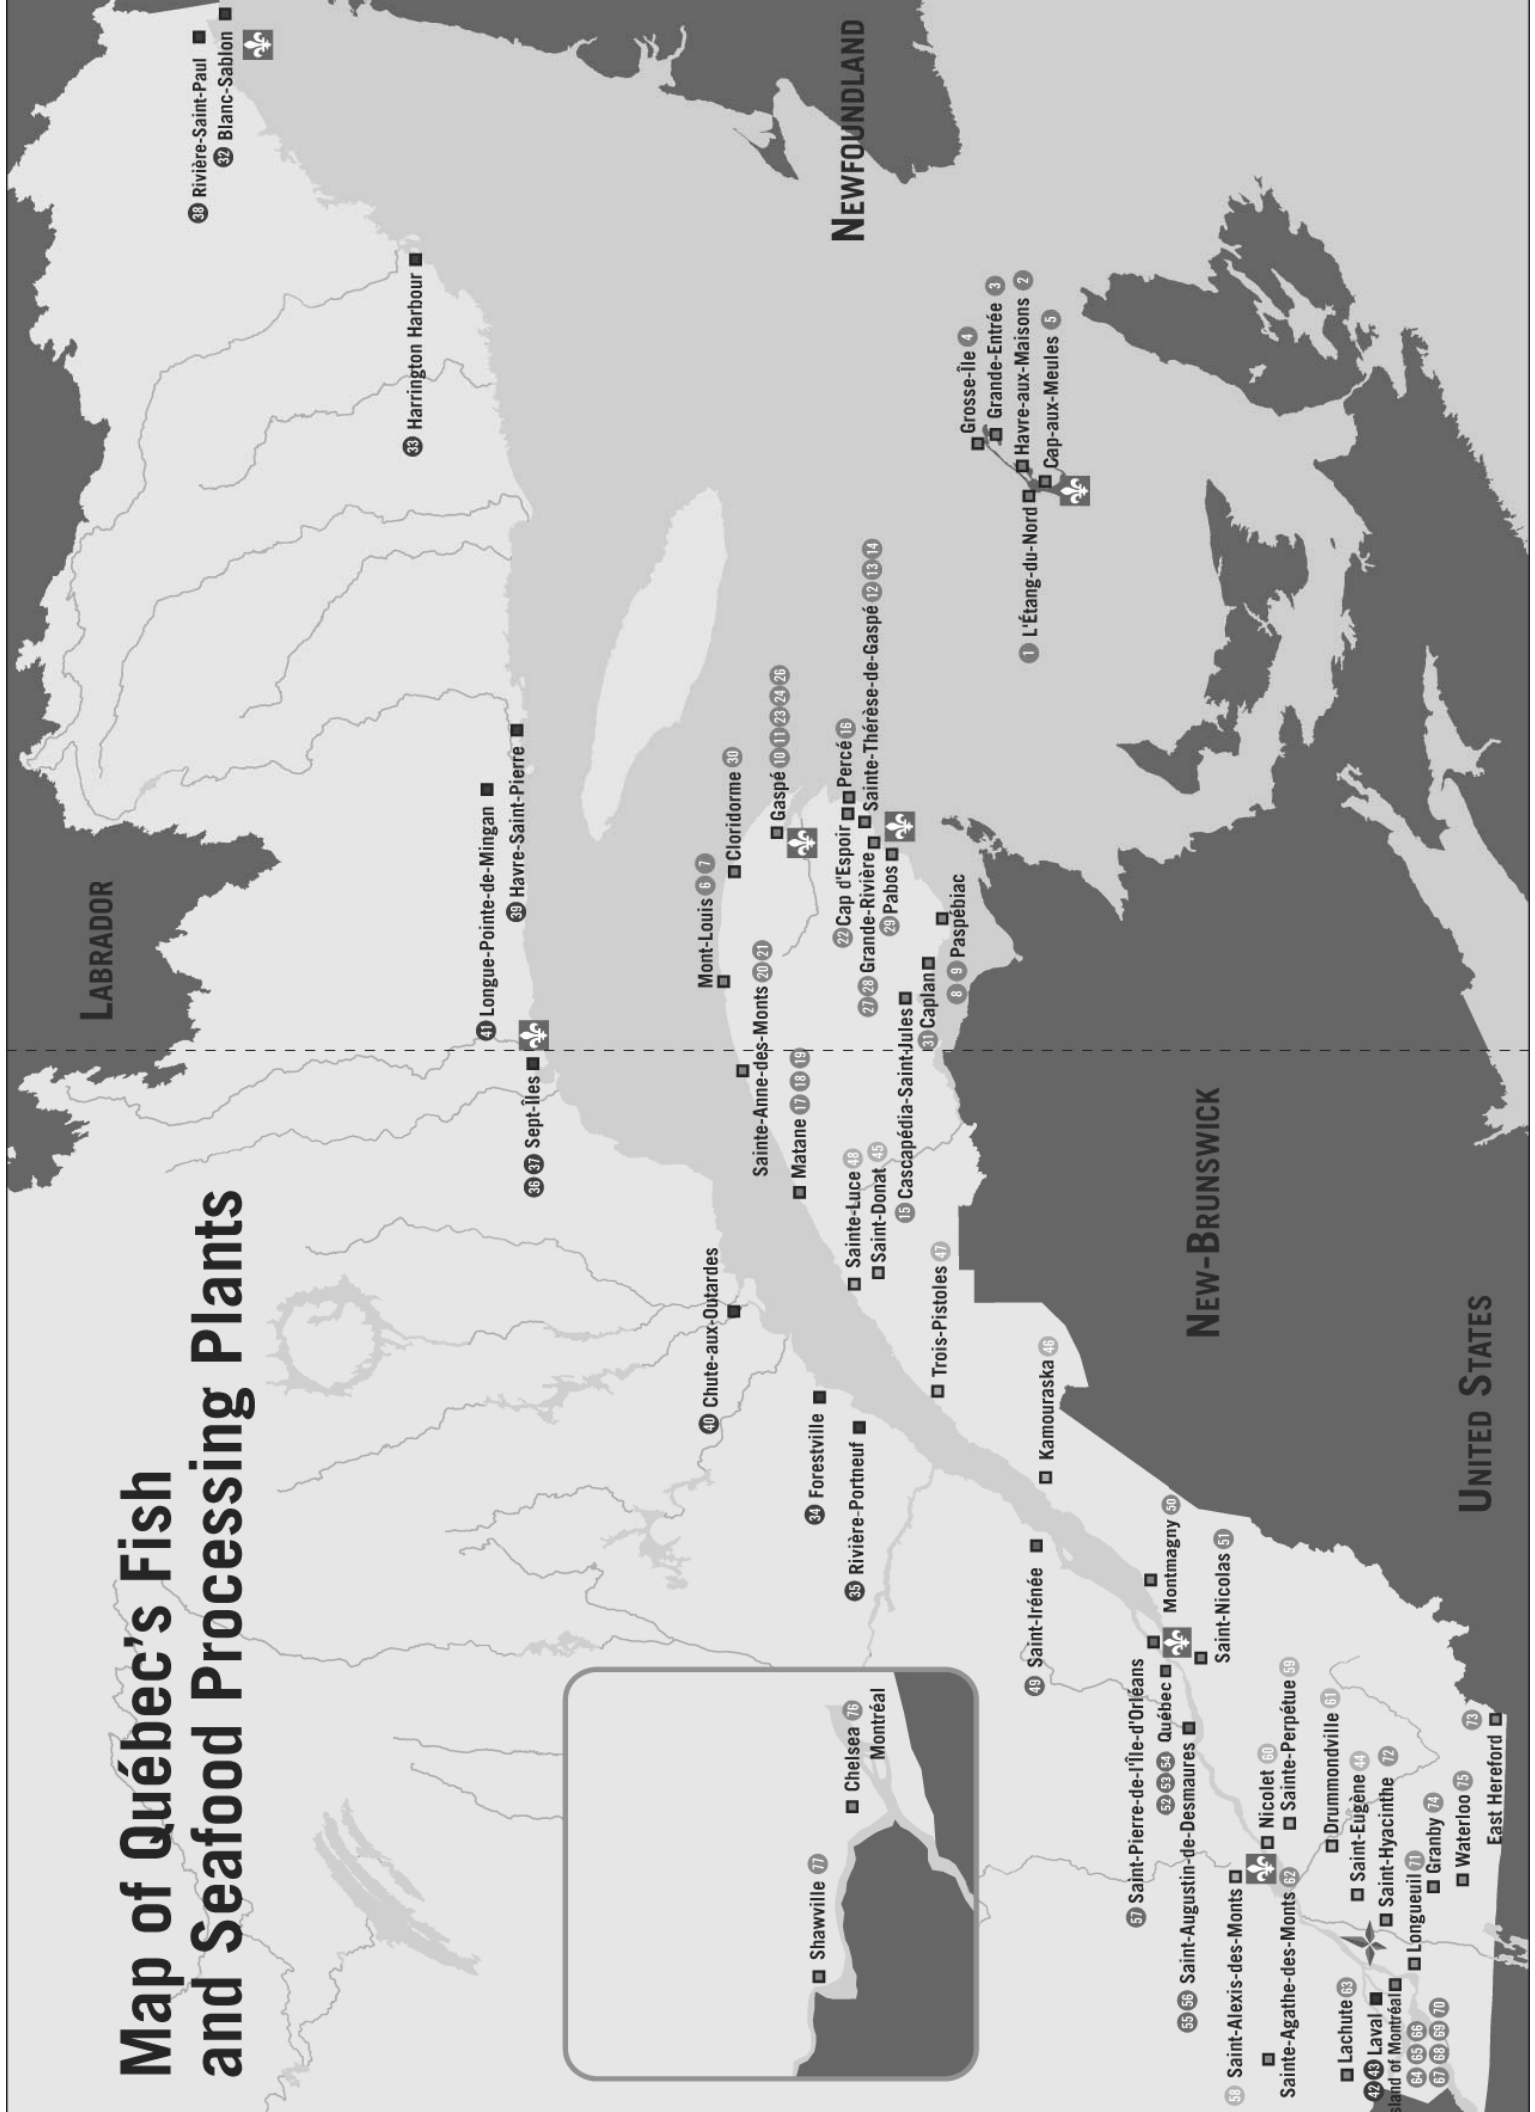 Map of Québec's Fish
and Seafood Processing Plants
LABRADOR
NEWFOUNDLAND
NEW-BRUNSWICK
UNITED STATES
38 Rivière-Saint-Paul
32 Blanc-Sablon
33 Harrington Harbour
41 Longue-Pointe-de-Mingan
39 Havre-Saint-Pierre
36 37 Sept-Îles
40 Chute-aux-Outardes
34 Forestville
35 Rivière-Portneuf
Grosse-Île 4
Grande-Entrée 3
Havre-aux-Maisons 2
Cap-aux-Meules 5
1 L'Étang-du-Nord
Mont-Louis 6 7
Cloridorme 30
Gaspé 10 11 23 24 26
Percé 16
22 Cap d'Espoir
Sainte-Thérèse-de-Gaspé 12 13 14
27 28 Grande-Rivière
29 Pabos
8 9 Paspébiac
31 Caplan
15 Cascapédia-Saint-Jules
Sainte-Anne-des-Monts 20 21
Matane 17 18 19
Sainte-Luce 48
Saint-Donat 45
Trois-Pistoles 47
Kamouraska 46
49 Saint-Irénée
Montmagny 50
Saint-Nicolas 51
57 Saint-Pierre-de-l'Île-d'Orléans
52 53 54 Québec
55 56 Saint-Augustin-de-Desmaures
58 Saint-Alexis-des-Monts
Nicolet 60
Sainte-Perpétue 59
Sainte-Agathe-des-Monts 62
Drummondville 61
Saint-Eugène 44
Saint-Hyacinthe 72
Longueuil 71
Granby 74
Waterloo 75
East Hereford 73
Lachute 63
42 43 Laval
sland of Montréal
64 65 66
67 68 69 70
Shawville 77
Chelsea 76
Montréal